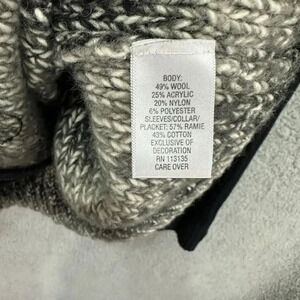 BODY:
49% WOOL
25% ACRYLIC
20% NYLON
6% POLYESTER
SLEEVES/COLLAR/
PLACKET: 57% RAMIE
43% COTTON
EXCLUSIVE OF
DECORATION
RN 113135
CARE OVER